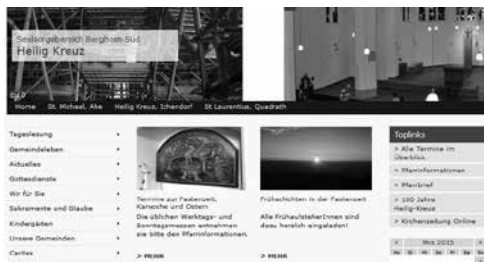 Seelsorgebereich Bergheim-Süd
Heilig Kreuz
Home St. Michael, Ahe Heilig Kreuz, Ichendorf St Laurentius, Quadrath
Tageslesung
Gemeindeleben
Aktuelles
Gottesdienste
Wir für Sie
Sakramente und Glaube
Kindergärten
Unsere Gemeinden
Caritas
Termine zur Fastenzeit,
Karwoche und Ostern
Die üblichen Werktags- und
Sonntagsmessen entnehmen
sie bitte den Pfarrinformationen.
> MEHR
Frühschichten in der Fastenzeit
Alle FrühaufsteherInnen sind
dazu herzlich eingeladen!
> MEHR
Toplinks
> Alle Termine im
Überblick
> Pfarrinformationen
> Pfarrbrief
> 100 Jahre
Heilig-Kreuz
> Kirchenzeitung Online
< Mrz 2015 >